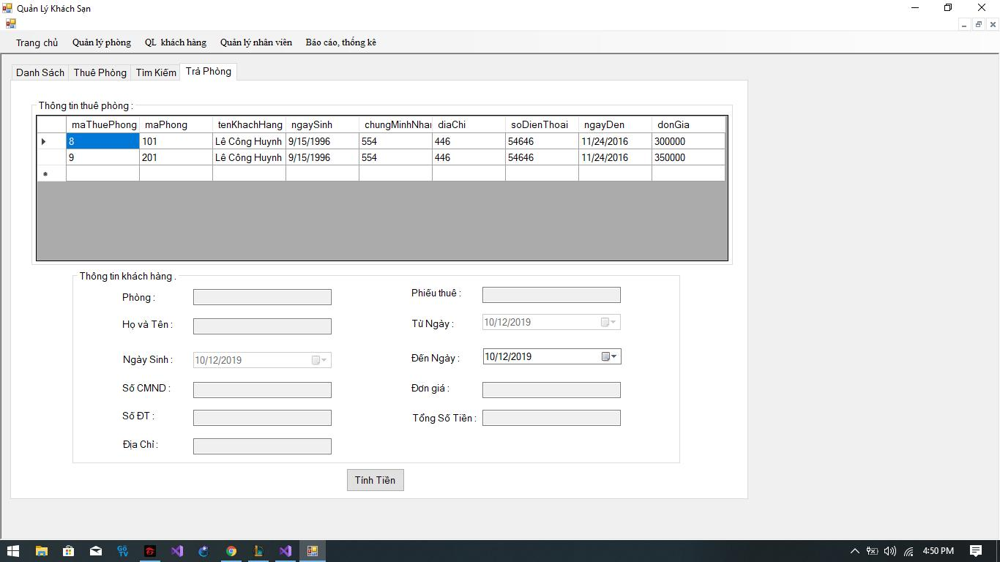 Quản Lý Khách Sạn
Trang chủ Quản lý phòng QL khách hàng Quản lý nhân viên Báo cáo, thống kê
Danh Sách Thuê Phòng Tìm Kiếm Trả Phòng
Thông tin thuê phòng :
maThuePhong maPhong tenKhachHang ngaySinh chungMinhNhan diaChi soDienThoai ngayDen donGia
8 101 Lê Công Huynh 9/15/1996 554 446 54646 11/24/2016 300000
9 201 Lê Công Huynh 9/15/1996 554 446 54646 11/24/2016 350000
Thông tin khách hàng .
Phòng : Phiếu thuê :
Họ và Tên : Từ Ngày : 10/12/2019
Ngày Sinh : 10/12/2019 Đến Ngày : 10/12/2019
Số CMND : Đơn giá :
Số ĐT : Tổng Số Tiền :
Địa Chỉ :
Tính Tiền
Gõ TV 4:50 PM